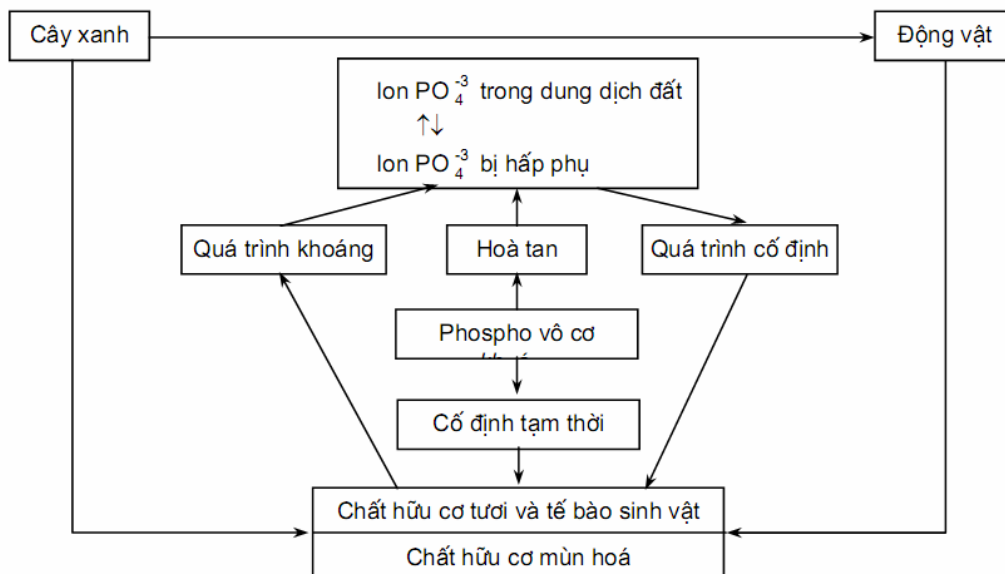 Cây xanh
Động vật
Ion PO₄⁻³ trong dung dịch đất
↑↓
Ion PO₄⁻³ bị hấp phụ
Quá trình khoáng
Hoà tan
Quá trình cố định
Phospho vô cơ
Cố định tạm thời
Chất hữu cơ tươi và tế bào sinh vật
Chất hữu cơ mùn hoá